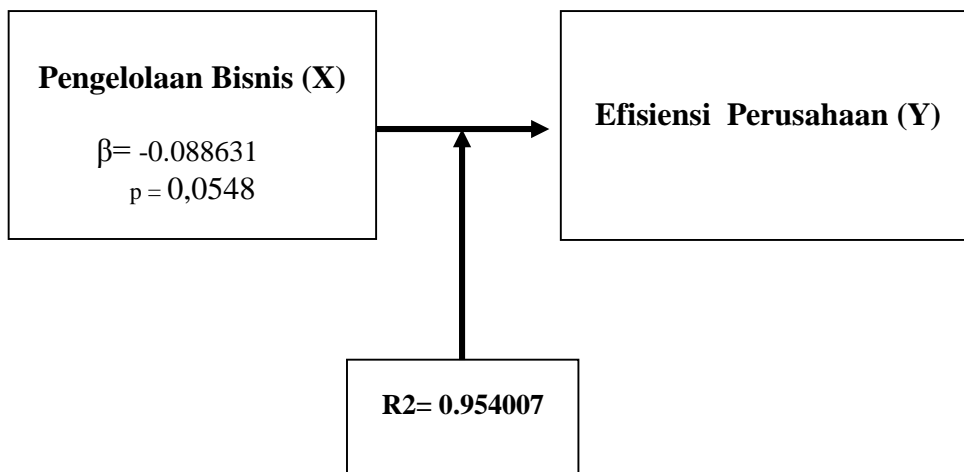 Pengelolaan Bisnis (X)
β= -0.088631
p = 0,0548
Efisiensi Perusahaan (Y)
R2= 0.954007